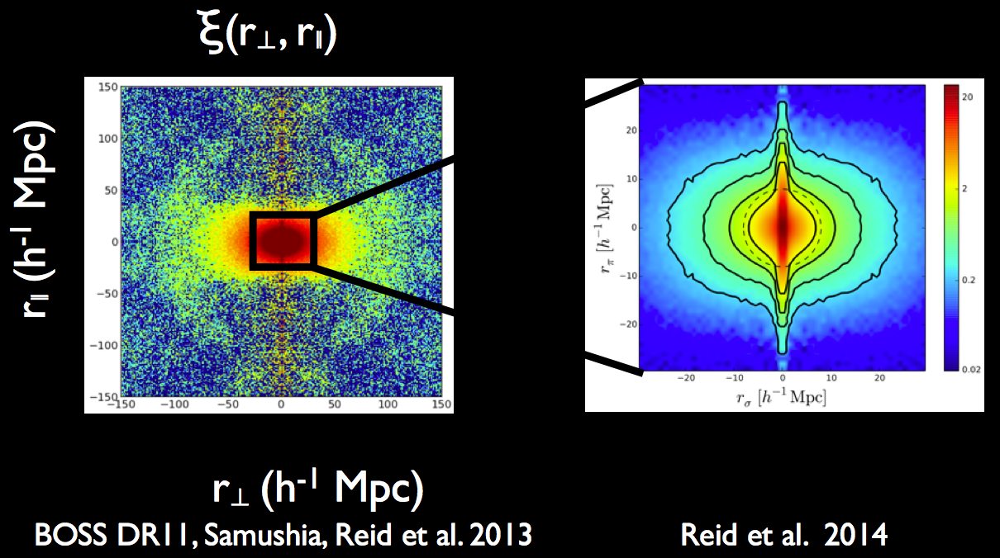 ξ(r⊥, r∥)
r∥ (h-1 Mpc)
150
100
50
0
−50
−100
−150
−150 −100 −50 0 50 100 150
r⊥ (h-1 Mpc)
BOSS DR11, Samushia, Reid et al. 2013
rπ [h−1 Mpc]
20
10
0
−10
−20
−20 −10 0 10 20
rσ [h−1 Mpc]
20
2
0.2
0.02
Reid et al. 2014